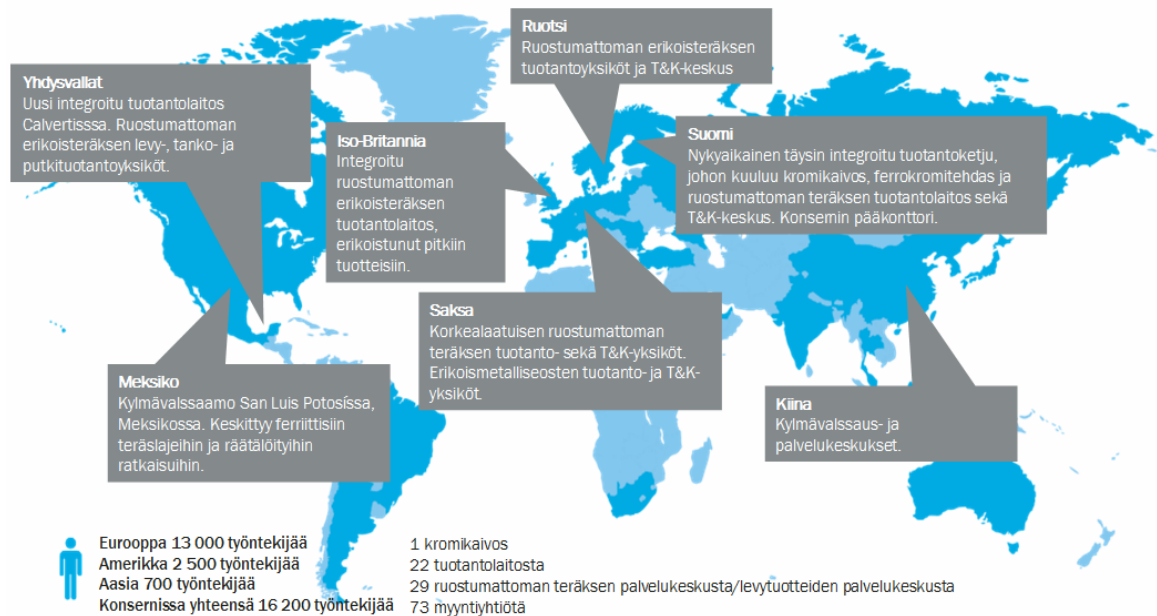 Ruotsi
Ruostumattoman erikoisteräksen
tuotantoyksiköt ja T&K-keskus
Yhdysvallat
Uusi integroitu tuotantolaitos
Calvertisssa. Ruostumattoman
erikoisteräksen levy-, tanko- ja
putkituotantoyksiköt.
Iso-Britannia
Integroitu
ruostumattoman
erikoisteräksen
tuotantolaitos,
erikoistunut pitkiin
tuotteisiin.
Suomi
Nykyaikainen täysin integroitu tuotantoketju,
johon kuuluu kromikaivos, ferrokromitehdas ja
ruostumattoman teräksen tuotantolaitos sekä
T&K-keskus. Konsernin pääkonttori.
Saksa
Korkealaatuisen ruostumattoman
teräksen tuotanto- sekä T&K-yksiköt.
Erikoismetalliseosten tuotanto-ja T&K-
yksiköt.
Meksiko
Kylmävalssaamo San Luis Potosíssa,
Meksikossa. Keskittyy ferriittisiin
teräslajeihin ja räätälöityihin
ratkaisuihin.
Kiina
Kylmävalssaus- ja
palvelukeskukset.
Eurooppa 13 000 työntekijää
Amerikka 2 500 työntekijää
Aasia 700 työntekijää
Konsernissa yhteensä 16 200 työntekijää
1 kromikaivos
22 tuotantolaitosta
29 ruostumattoman teräksen palvelukeskusta/levytuotteiden palvelukeskusta
73 myyntiyhtiötä